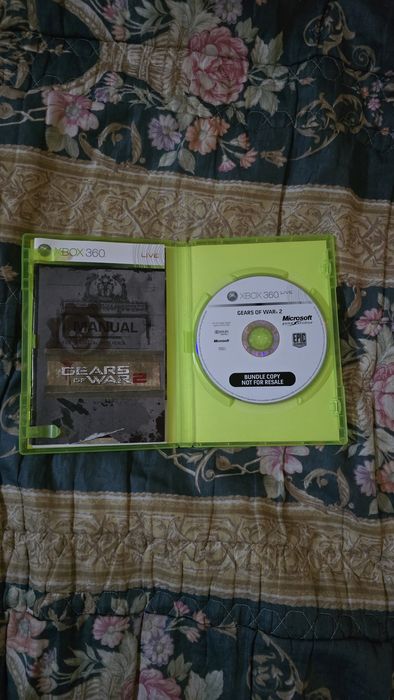 XBOX 360
LIVE
MANUAL
GEARS
OF WAR 2
XBOX 360 LIVE
GEARS OF WAR 2
Microsoft
EPIC
BUNDLE COPY
NOT FOR RESALE